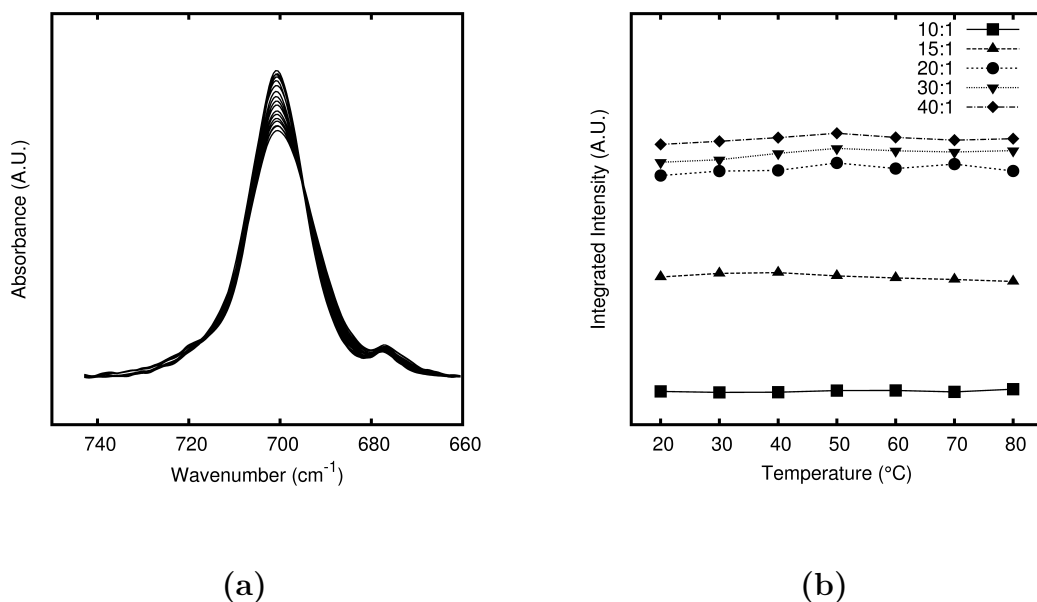 Absorbance (A.U.)
740 720 700 680 660
Wavenumber (cm⁻¹)
(a)
10:1
15:1
20:1
30:1
40:1
Integrated Intensity (A.U.)
20 30 40 50 60 70 80
Temperature (°C)
(b)